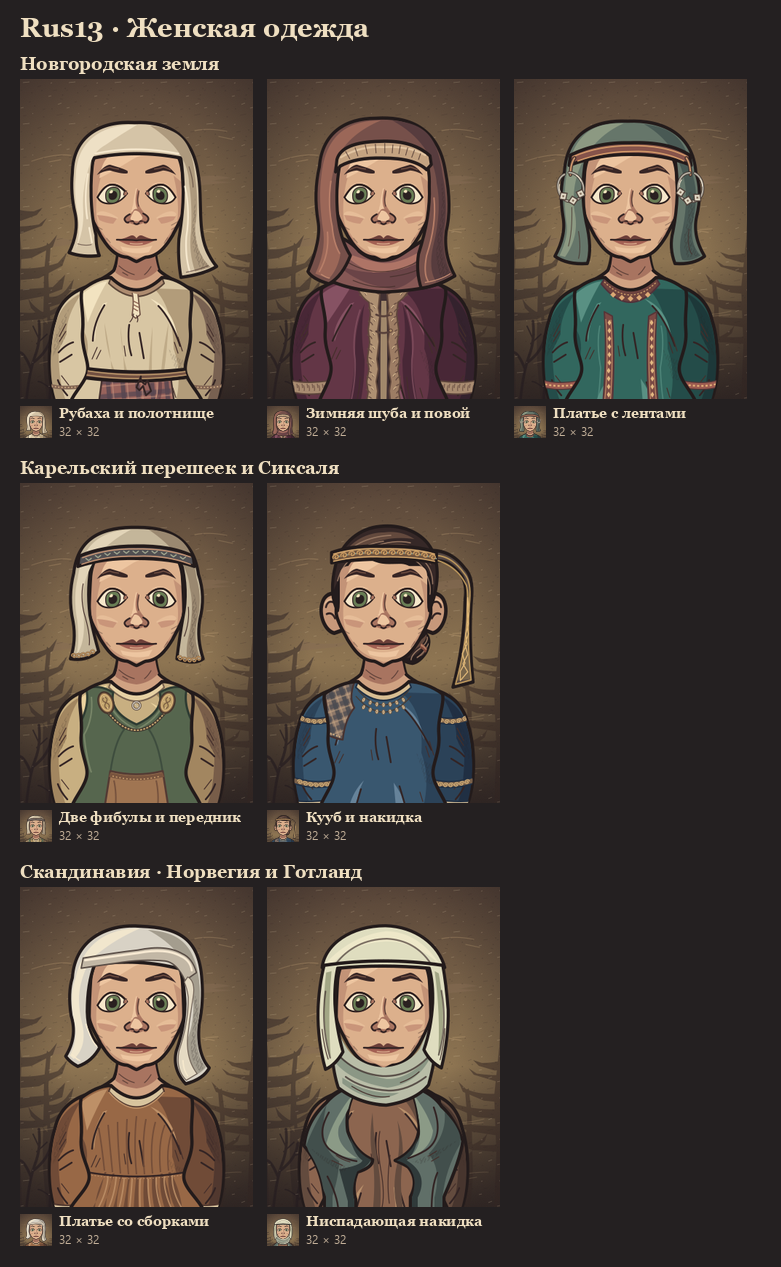 Rus13 · Женская одежда
Новгородская земля
Рубаха и полотнище
32 × 32
Зимняя шуба и повой
32 × 32
Платье с лентами
32 × 32
Карельский перешеек и Сиксаля
Две фибулы и передник
32 × 32
Кууб и накидка
32 × 32
Скандинавия · Норвегия и Готланд
Платье со сборками
32 × 32
Ниспадающая накидка
32 × 32